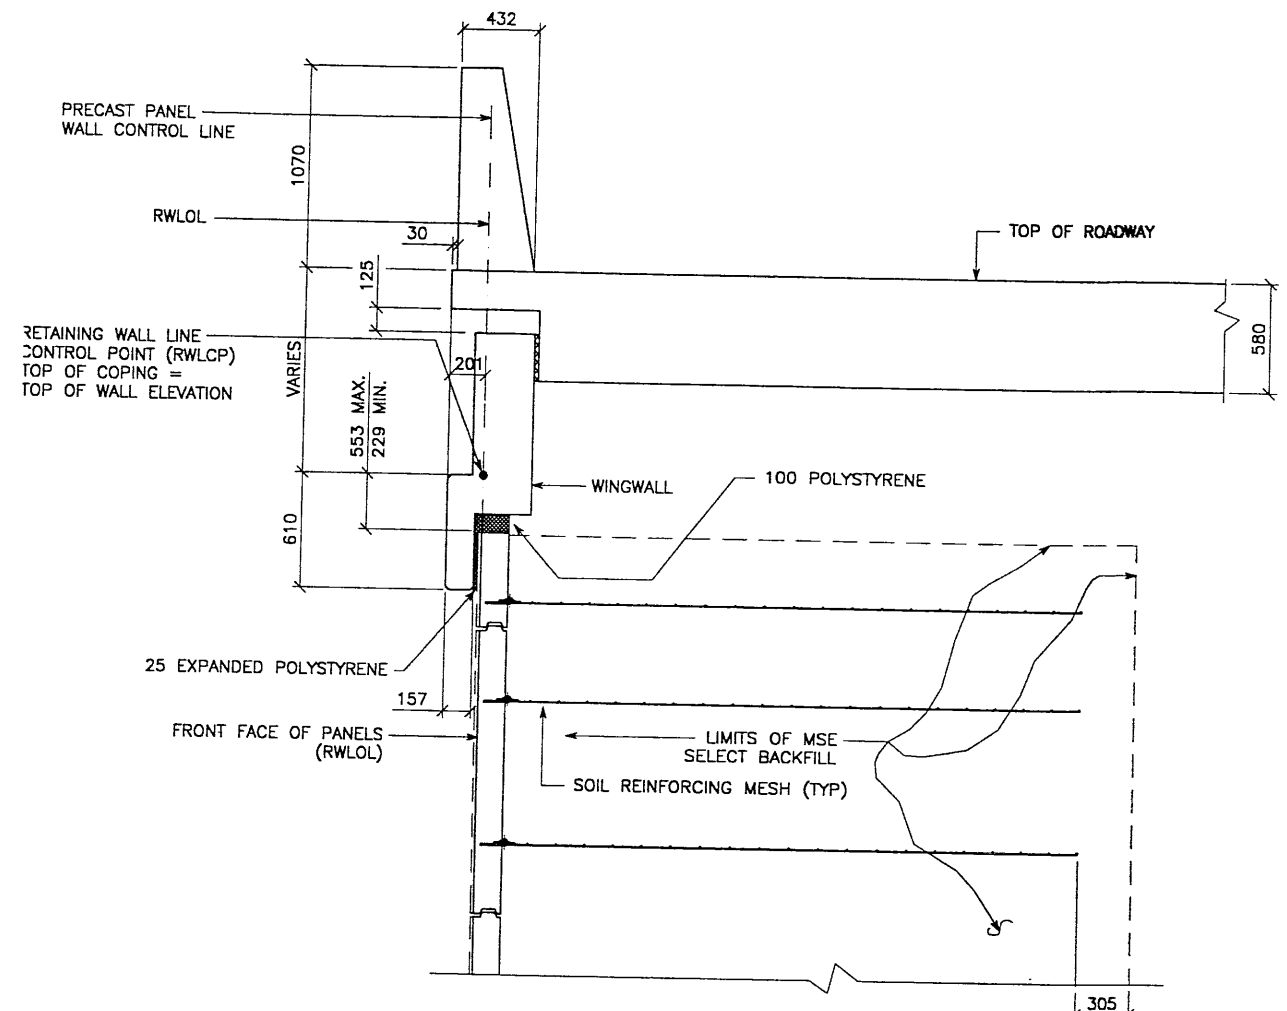 432
PRECAST PANEL
WALL CONTROL LINE
1070
RWLOL
30
TOP OF ROADWAY
125
RETAINING WALL LINE
CONTROL POINT (RWLCP)
TOP OF COPING =
TOP OF WALL ELEVATION
VARIES
201
580
553 MAX.
229 MIN.
WINGWALL
100 POLYSTYRENE
610
25 EXPANDED POLYSTYRENE
157
FRONT FACE OF PANELS
(RWLOL)
LIMITS OF MSE
SELECT BACKFILL
SOIL REINFORCING MESH (TYP)
305